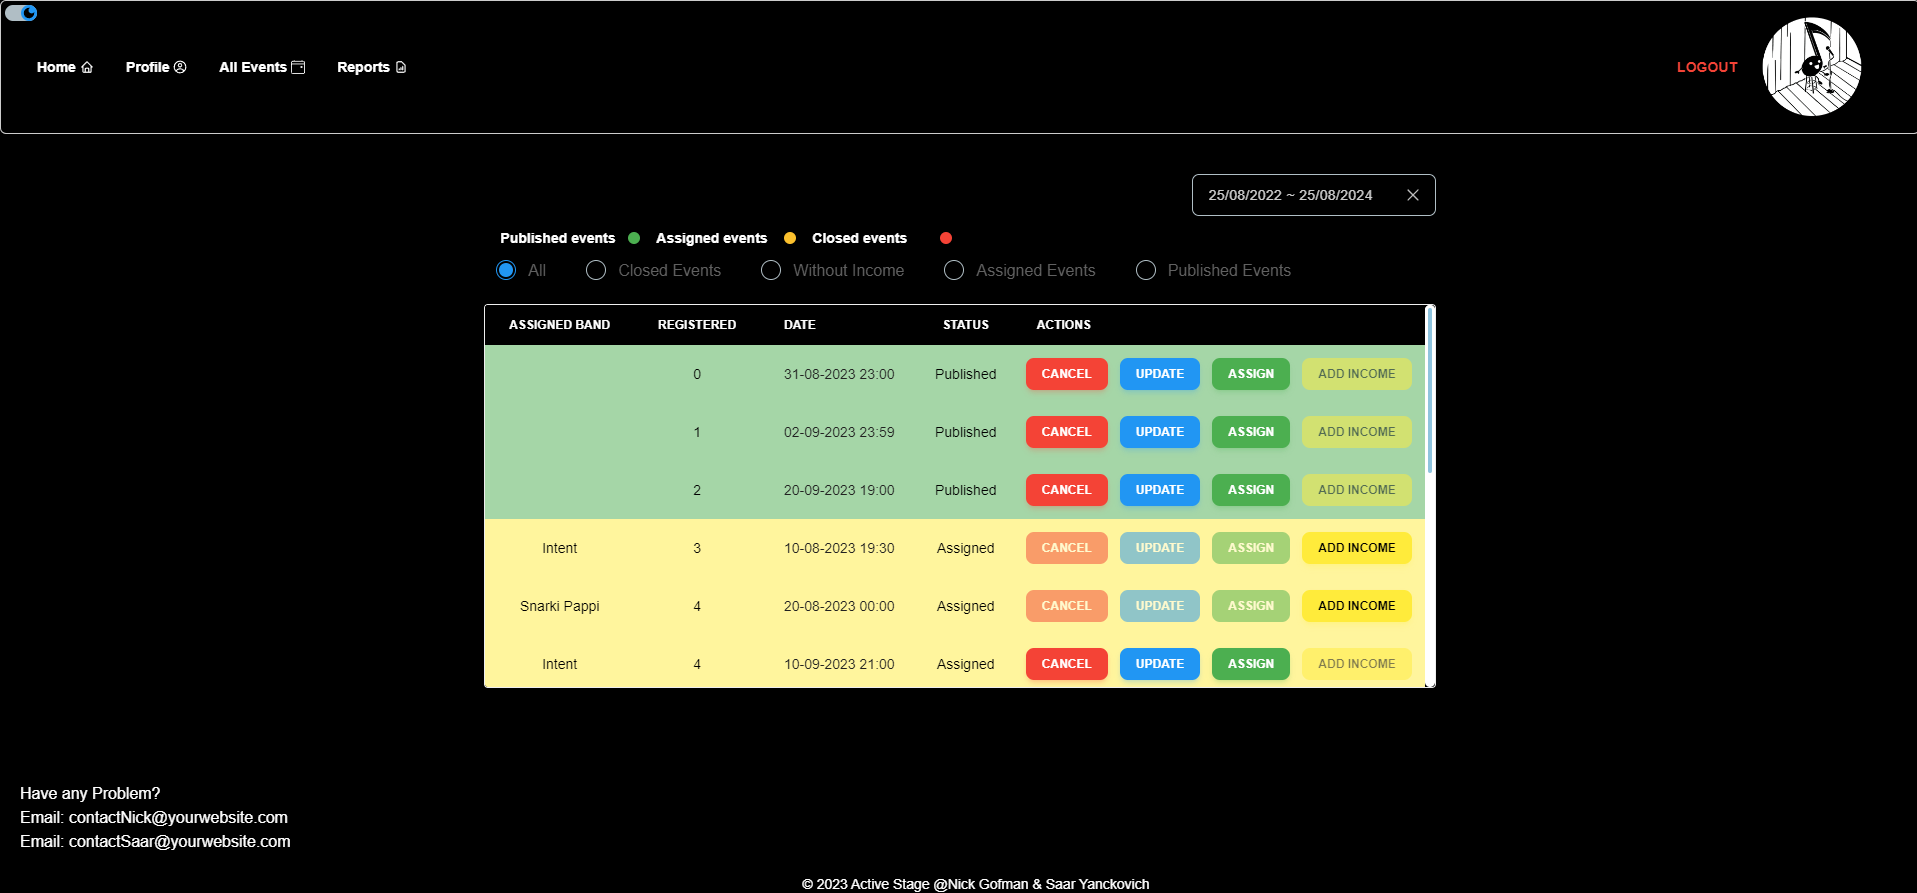 Home Profile All Events Reports LOGOUT
25/08/2022 ~ 25/08/2024
Published events Assigned events Closed events
All Closed Events Without Income Assigned Events Published Events
ASSIGNED BAND REGISTERED DATE STATUS ACTIONS
0 31-08-2023 23:00 Published CANCEL UPDATE ASSIGN ADD INCOME
1 02-09-2023 23:59 Published CANCEL UPDATE ASSIGN ADD INCOME
2 20-09-2023 19:00 Published CANCEL UPDATE ASSIGN ADD INCOME
Intent 3 10-08-2023 19:30 Assigned CANCEL UPDATE ASSIGN ADD INCOME
Snarki Pappi 4 20-08-2023 00:00 Assigned CANCEL UPDATE ASSIGN ADD INCOME
Intent 4 10-09-2023 21:00 Assigned CANCEL UPDATE ASSIGN ADD INCOME
Have any Problem?
Email: contactNick@yourwebsite.com
Email: contactSaar@yourwebsite.com
© 2023 Active Stage @Nick Gofman & Saar Yanckovich